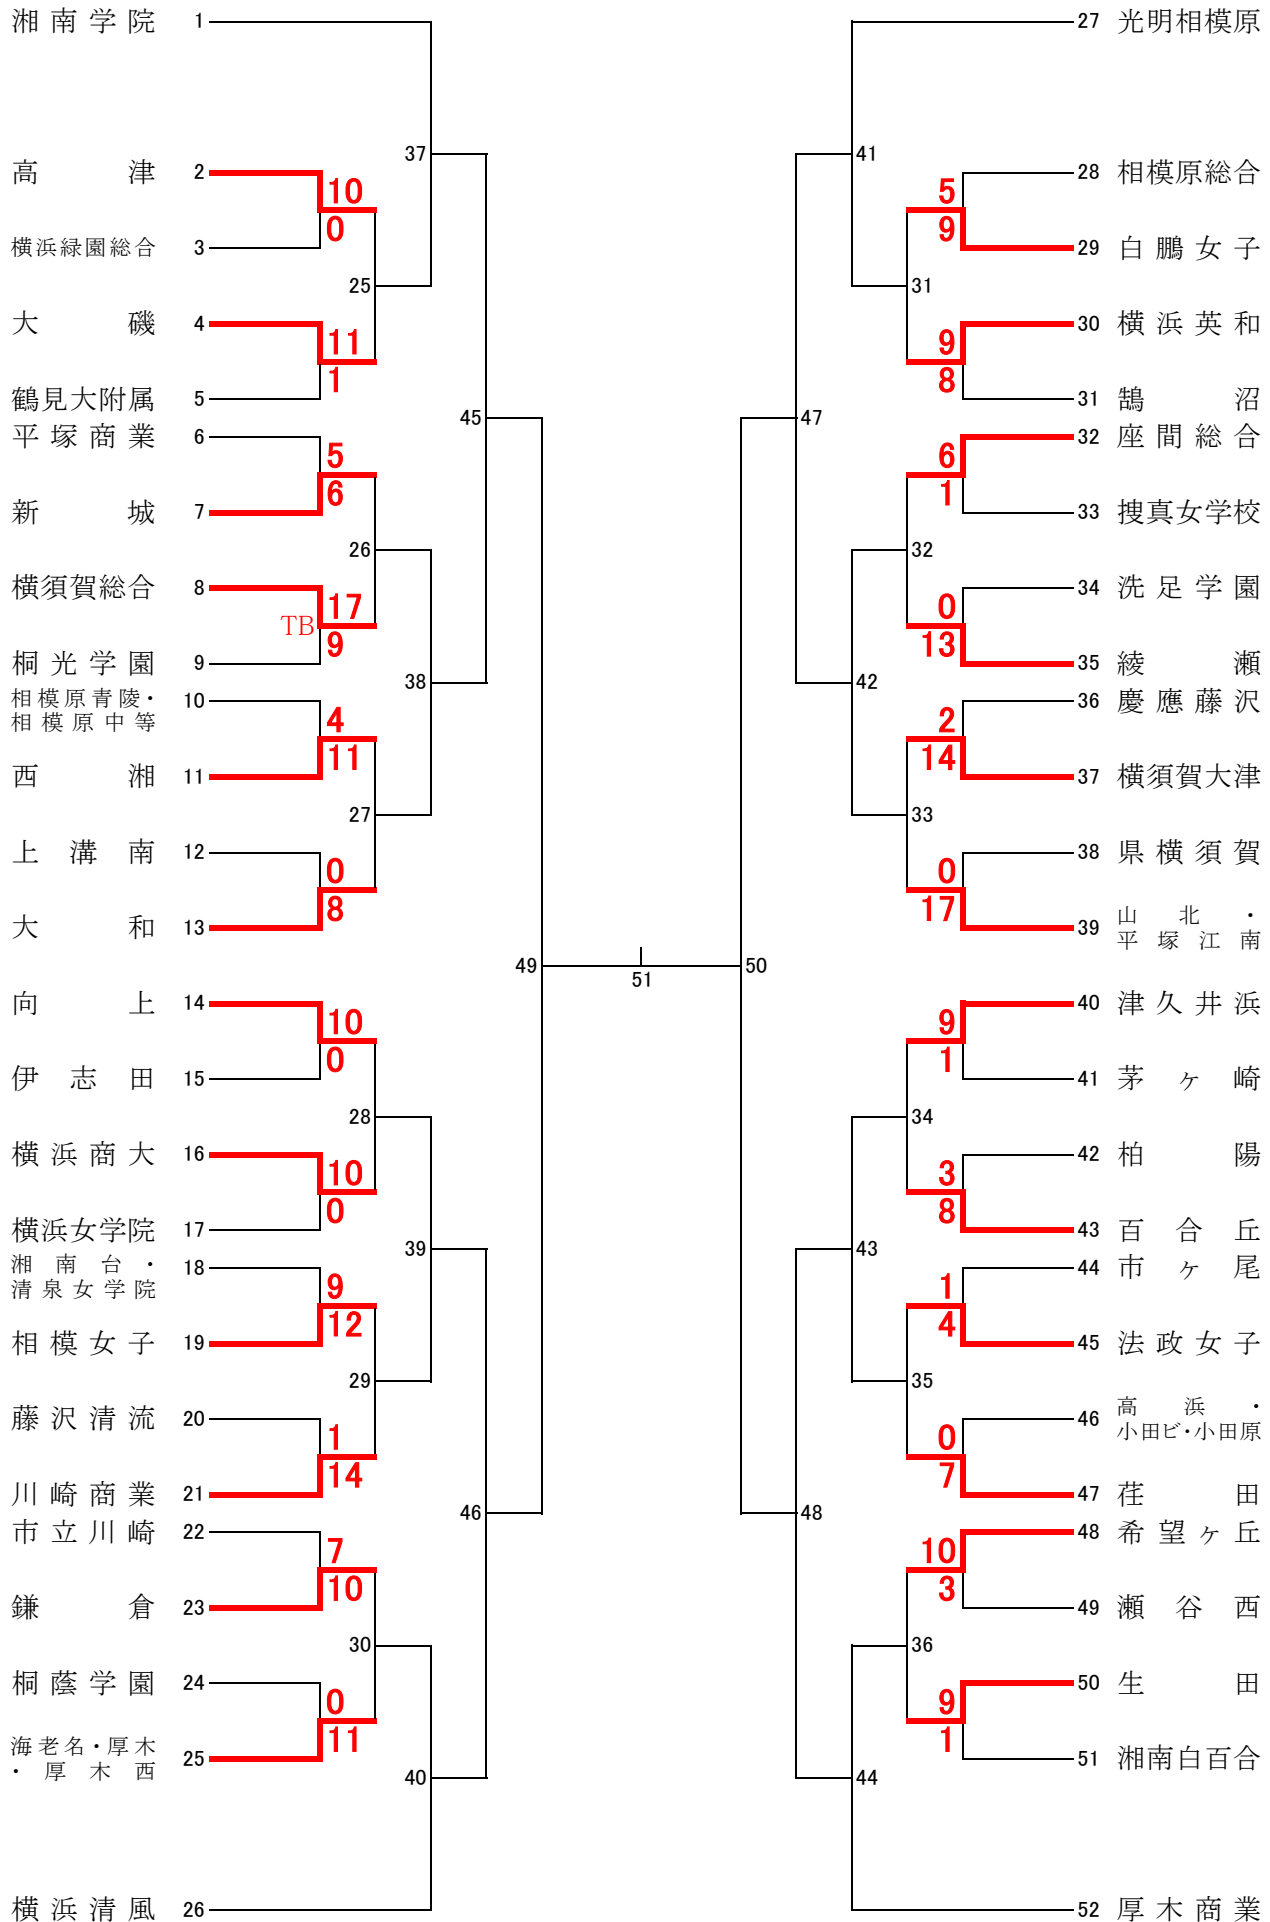 湘南学院 1
高津 2
10
0
横浜緑園総合 3
25
大磯 4
11
1
鶴見大附属 5
37
平塚商業 6
5
6
新城 7
26
横須賀総合 8
17
TB
9
桐光学園 9
38
相模原青陵・
相模原中等 10
4
11
西湘 11
27
上溝南 12
0
8
大和 13
45
向上 14
10
0
伊志田 15
28
横浜商大 16
10
0
横浜女学院 17
39
湘南台・
清泉女学院 18
9
12
相模女子 19
29
藤沢清流 20
1
14
川崎商業 21
46
市立川崎 22
7
10
鎌倉 23
30
桐蔭学園 24
0
11
海老名・厚木
・厚木西 25
40
横浜清風 26
49
51
50
27 光明相模原
41
28 相模原総合
5
9
29 白鵬女子
31
30 横浜英和
9
8
31 鵠沼
47
32 座間総合
6
1
33 捜真女学校
32
34 洗足学園
0
13
35 綾瀬
42
36 慶應藤沢
2
14
37 横須賀大津
33
38 県横須賀
0
17
39 山北・
平塚江南
40 津久井浜
9
1
41 茅ヶ崎
34
42 柏陽
3
8
43 百合丘
43
44 市ヶ尾
1
4
45 法政女子
35
46 高浜・
小田ビ・小田原
0
7
47 荏田
48
48 希望ヶ丘
10
3
49 瀬谷西
36
50 生田
9
1
51 湘南白百合
44
52 厚木商業